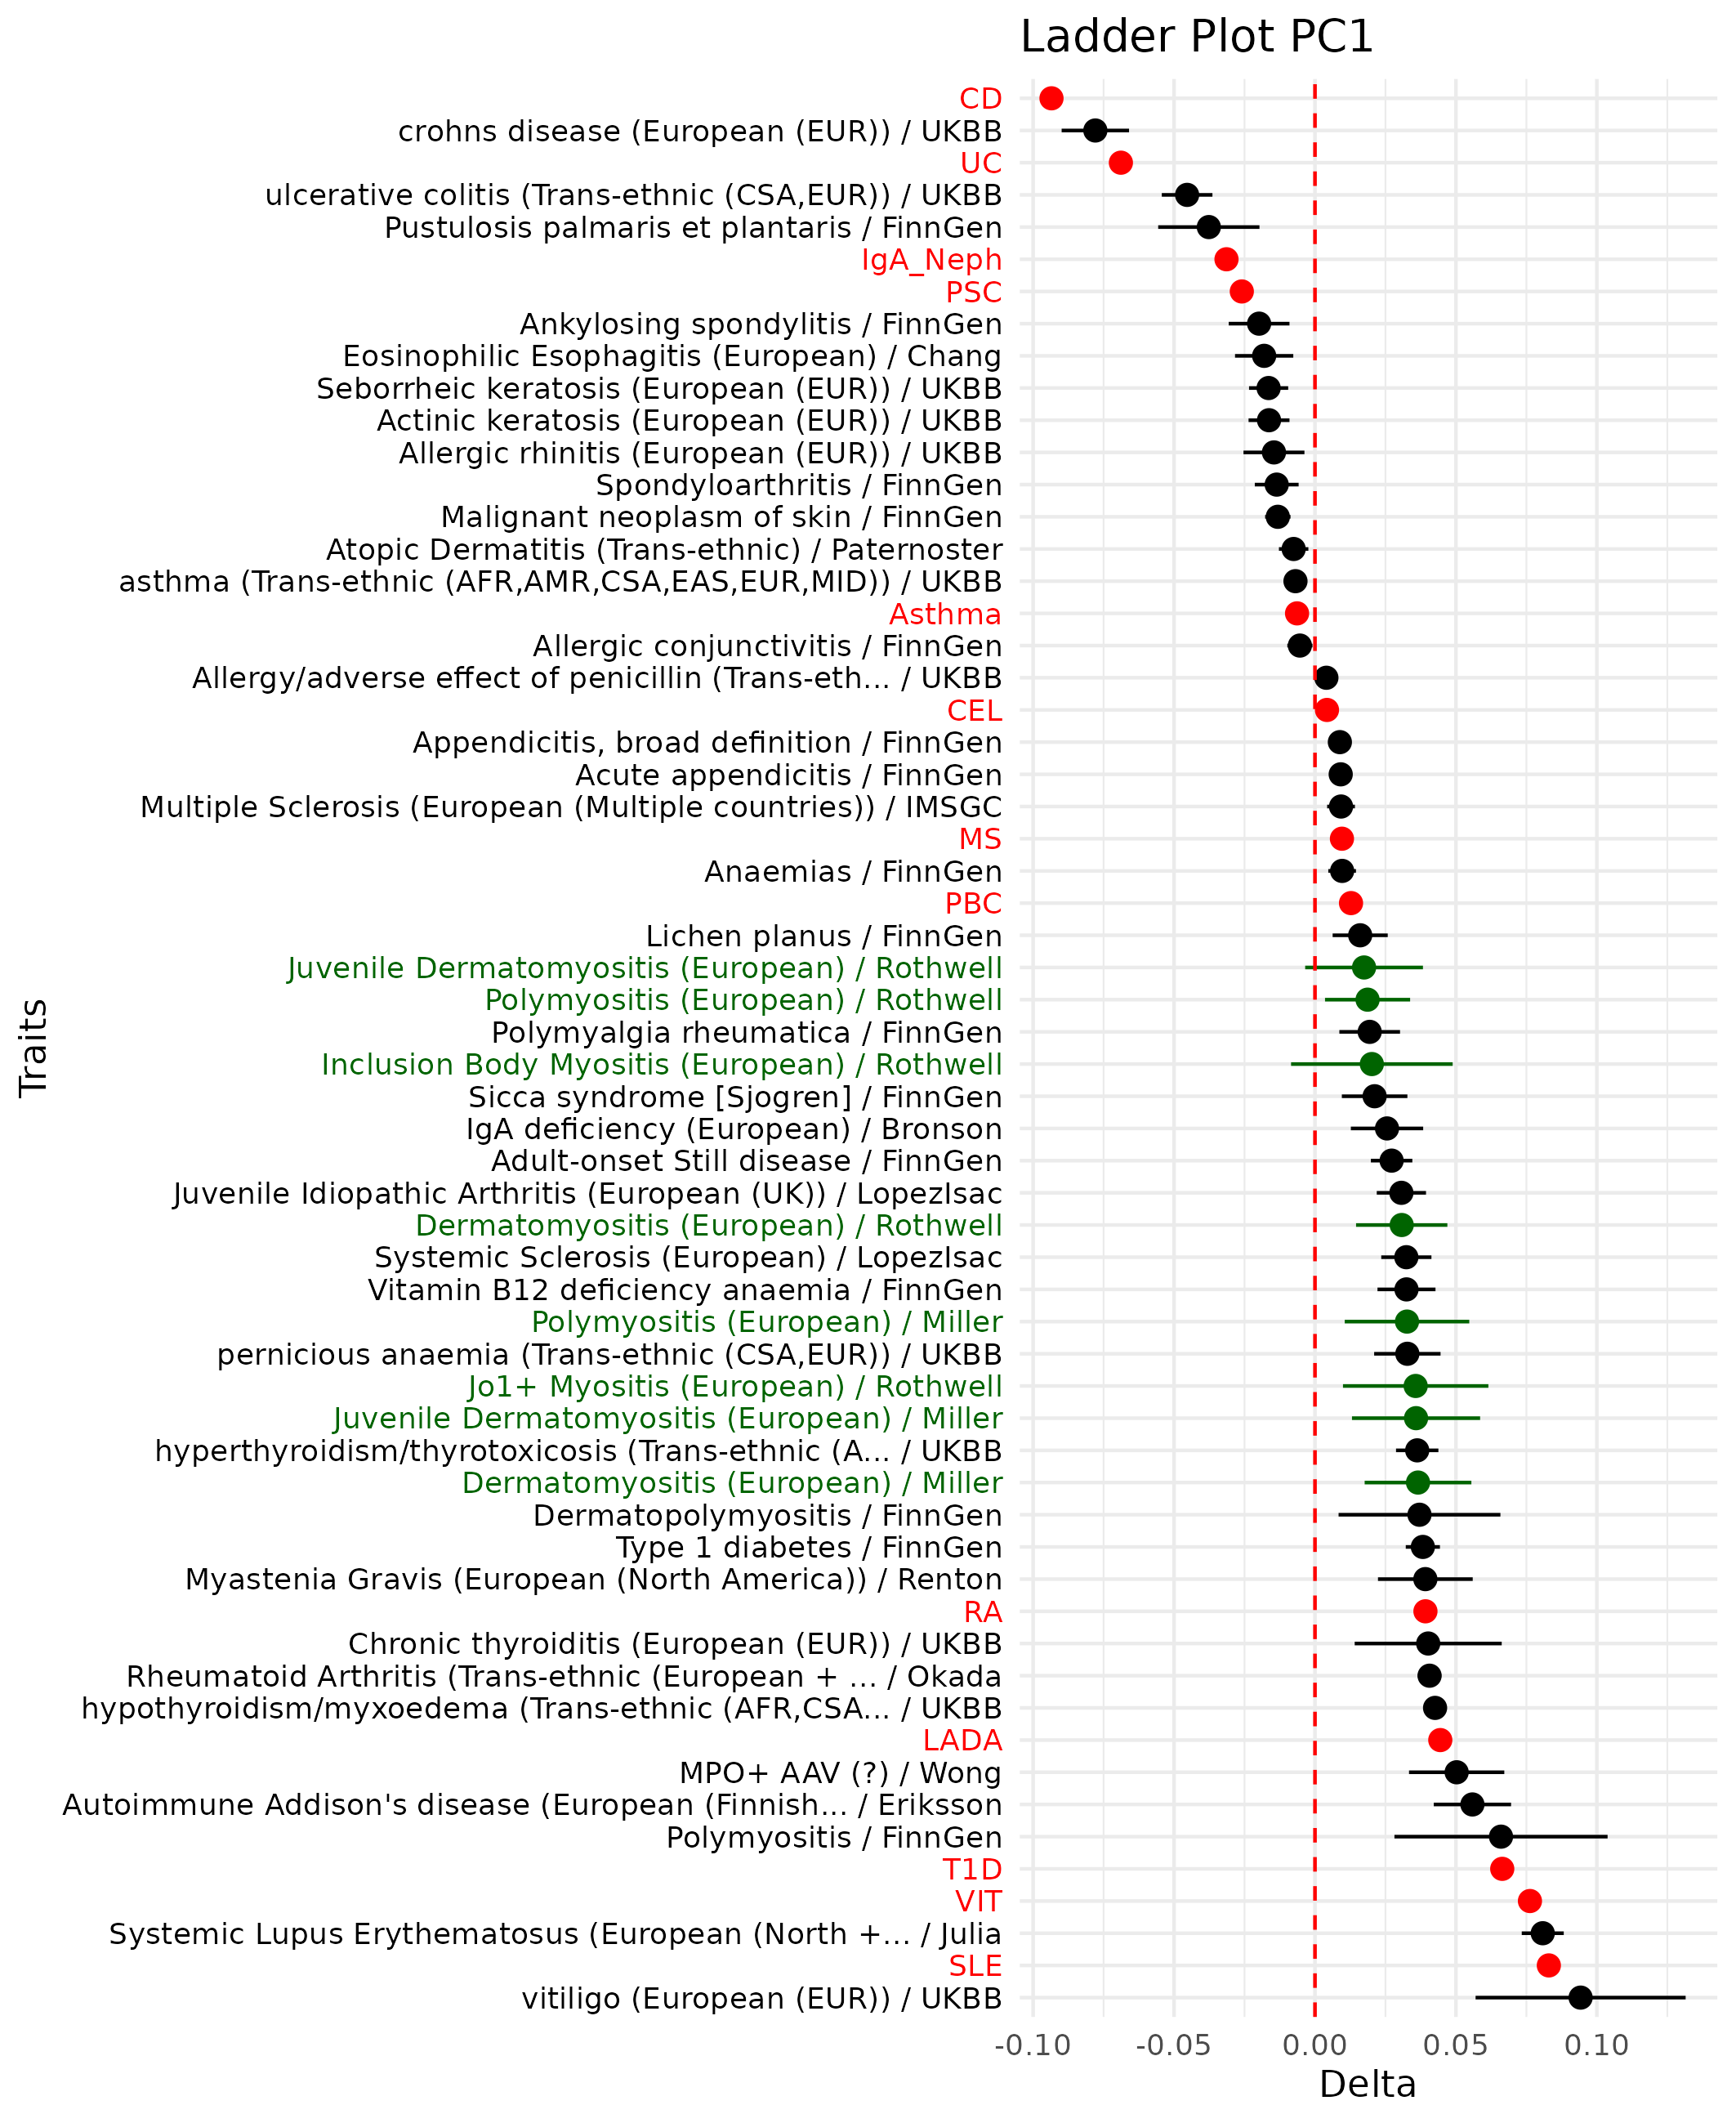 Ladder Plot PC1
CD
crohns disease (European (EUR)) / UKBB
UC
ulcerative colitis (Trans-ethnic (CSA,EUR)) / UKBB
Pustulosis palmaris et plantaris / FinnGen
IgA_Neph
PSC
Ankylosing spondylitis / FinnGen
Eosinophilic Esophagitis (European) / Chang
Seborrheic keratosis (European (EUR)) / UKBB
Actinic keratosis (European (EUR)) / UKBB
Allergic rhinitis (European (EUR)) / UKBB
Spondyloarthritis / FinnGen
Malignant neoplasm of skin / FinnGen
Atopic Dermatitis (Trans-ethnic) / Paternoster
asthma (Trans-ethnic (AFR,AMR,CSA,EAS,EUR,MID)) / UKBB
Asthma
Allergic conjunctivitis / FinnGen
Allergy/adverse effect of penicillin (Trans-eth... / UKBB
CEL
Appendicitis, broad definition / FinnGen
Acute appendicitis / FinnGen
Multiple Sclerosis (European (Multiple countries)) / IMSGC
MS
Anaemias / FinnGen
PBC
Lichen planus / FinnGen
Juvenile Dermatomyositis (European) / Rothwell
Polymyositis (European) / Rothwell
Polymyalgia rheumatica / FinnGen
Inclusion Body Myositis (European) / Rothwell
Sicca syndrome [Sjogren] / FinnGen
IgA deficiency (European) / Bronson
Adult-onset Still disease / FinnGen
Juvenile Idiopathic Arthritis (European (UK)) / LopezIsac
Dermatomyositis (European) / Rothwell
Systemic Sclerosis (European) / LopezIsac
Vitamin B12 deficiency anaemia / FinnGen
Polymyositis (European) / Miller
pernicious anaemia (Trans-ethnic (CSA,EUR)) / UKBB
Jo1+ Myositis (European) / Rothwell
Juvenile Dermatomyositis (European) / Miller
hyperthyroidism/thyrotoxicosis (Trans-ethnic (A... / UKBB
Dermatomyositis (European) / Miller
Dermatopolymyositis / FinnGen
Type 1 diabetes / FinnGen
Myastenia Gravis (European (North America)) / Renton
RA
Chronic thyroiditis (European (EUR)) / UKBB
Rheumatoid Arthritis (Trans-ethnic (European + ... / Okada
hypothyroidism/myxoedema (Trans-ethnic (AFR,CSA... / UKBB
LADA
MPO+ AAV (?) / Wong
Autoimmune Addison's disease (European (Finnish... / Eriksson
Polymyositis / FinnGen
T1D
VIT
Systemic Lupus Erythematosus (European (North +... / Julia
SLE
vitiligo (European (EUR)) / UKBB
Traits
-0.10 -0.05 0.00 0.05 0.10
Delta